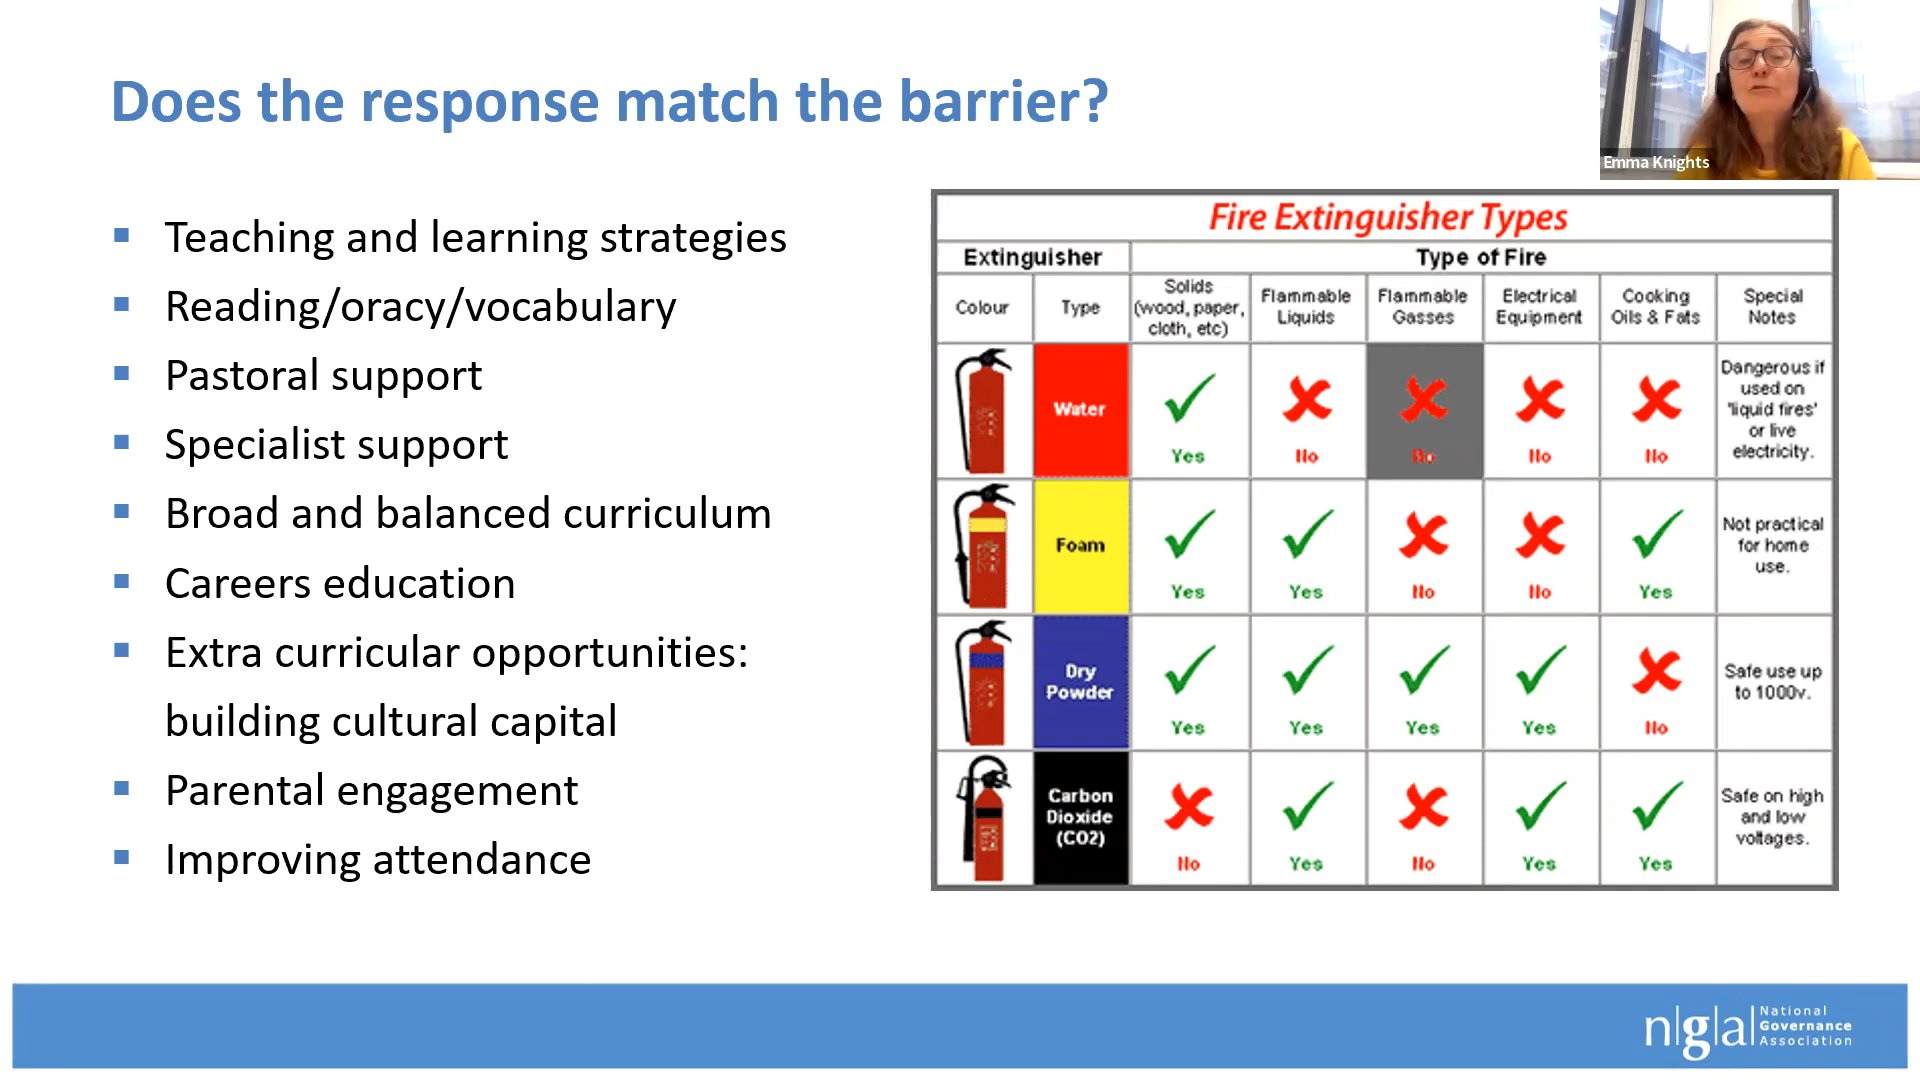 Does the response match the barrier?
Emma Knights
Teaching and learning strategies
Reading/oracy/vocabulary
Pastoral support
Specialist support
Broad and balanced curriculum
Careers education
Extra curricular opportunities:
building cultural capital
Parental engagement
Improving attendance
Fire Extinguisher Types
Extinguisher
Type of Fire
Colour
Type
Solids
(wood, paper,
cloth, etc)
Flammable
Liquids
Flammable
Gasses
Electrical
Equipment
Cooking
Oils & Fats
Special
Notes
Water
Yes
No
No
No
No
Dangerous if
used on
'liquid fires'
or live
electricity.
Foam
Yes
Yes
No
No
Yes
Not practical
for home
use.
Dry
Powder
Yes
Yes
Yes
Yes
No
Safe use up
to 1000v.
Carbon
Dioxide
(CO2)
No
Yes
No
Yes
Yes
Safe on high
and low
voltages.
n|g|a|
National
Governance
Association